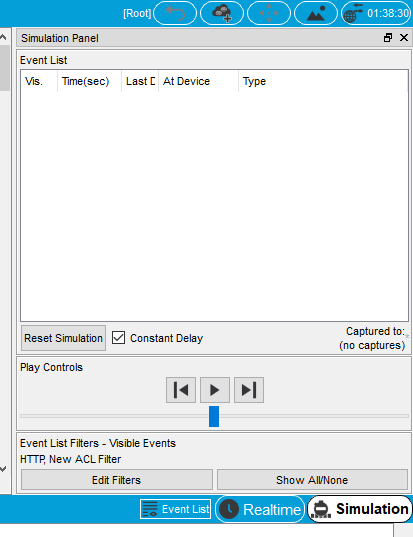 [Root] 01:38:30
Simulation Panel
Event List
Vis. Time(sec) Last D At Device Type
Reset Simulation Constant Delay Captured to:
(no captures)
Play Controls
Event List Filters - Visible Events
HTTP, New ACL Filter
Edit Filters Show All/None
Event List Realtime Simulation